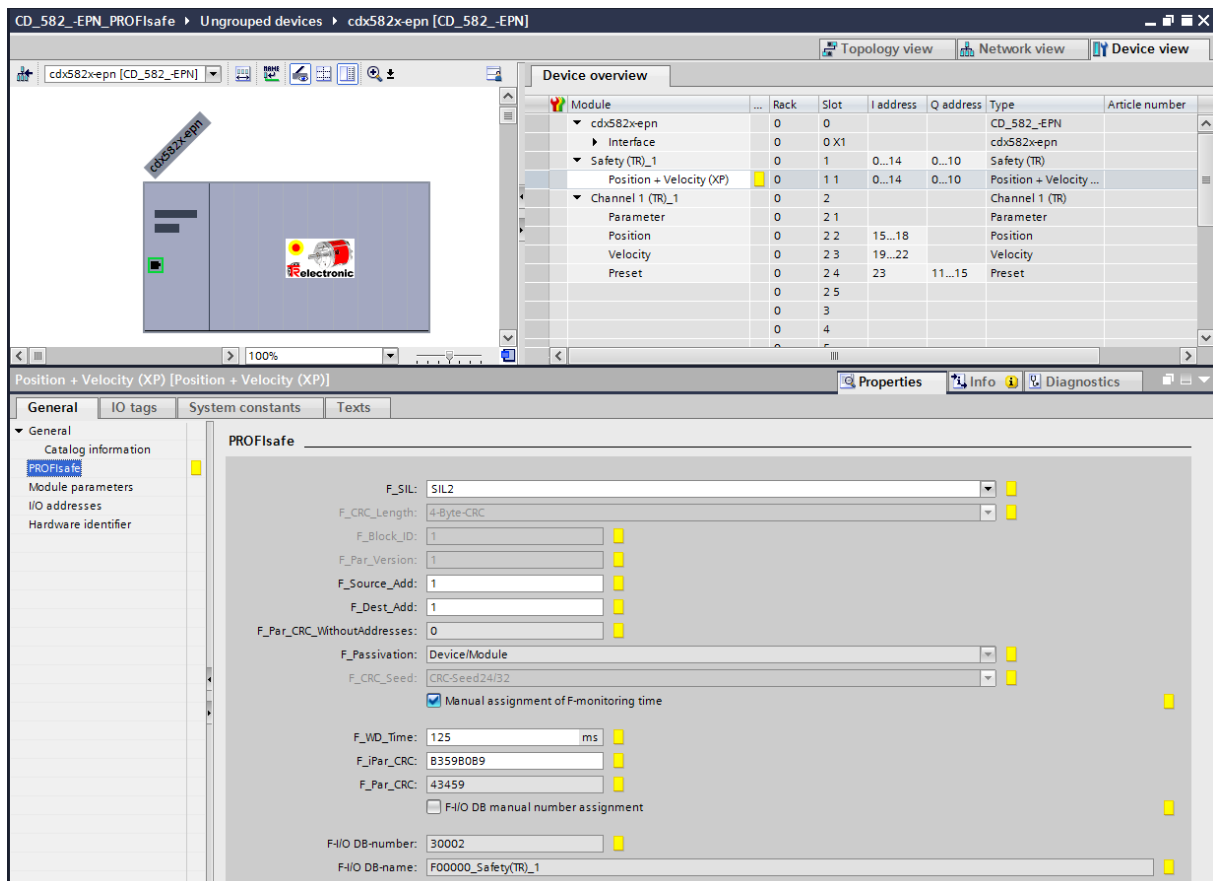 CD_582_-EPN_PROFIsafe ▸ Ungrouped devices ▸ cdx582x-epn [CD_582_-EPN]
Topology view Network view Device view
cdx582x-epn [CD_582_-EPN]
cdx582x-epn
TRelectronic
100%
Device overview
Module ... Rack Slot I address Q address Type Article number
cdx582x-epn 0 0 CD_582_-EPN
Interface 0 0 X1 cdx582x-epn
Safety (TR)_1 0 1 0...14 0...10 Safety (TR)
Position + Velocity (XP) 0 1 1 0...14 0...10 Position + Velocity ...
Channel 1 (TR)_1 0 2 Channel 1 (TR)
Parameter 0 2 1 Parameter
Position 0 2 2 15...18 Position
Velocity 0 2 3 19...22 Velocity
Preset 0 2 4 23 11...15 Preset
0 2 5
0 3
0 4
Position + Velocity (XP) [Position + Velocity (XP)]
Properties Info Diagnostics
General IO tags System constants Texts
General
Catalog information
PROFIsafe
Module parameters
I/O addresses
Hardware identifier
PROFIsafe
F_SIL: SIL2
F_CRC_Length: 4-Byte-CRC
F_Block_ID: 1
F_Par_Version: 1
F_Source_Add: 1
F_Dest_Add: 1
F_Par_CRC_WithoutAddresses: 0
F_Passivation: Device/Module
F_CRC_Seed: CRC-Seed24/32
Manual assignment of F-monitoring time
F_WD_Time: 125 ms
F_iPar_CRC: B359B0B9
F_Par_CRC: 43459
F-I/O DB manual number assignment
F-I/O DB-number: 30002
F-I/O DB-name: F00000_Safety(TR)_1